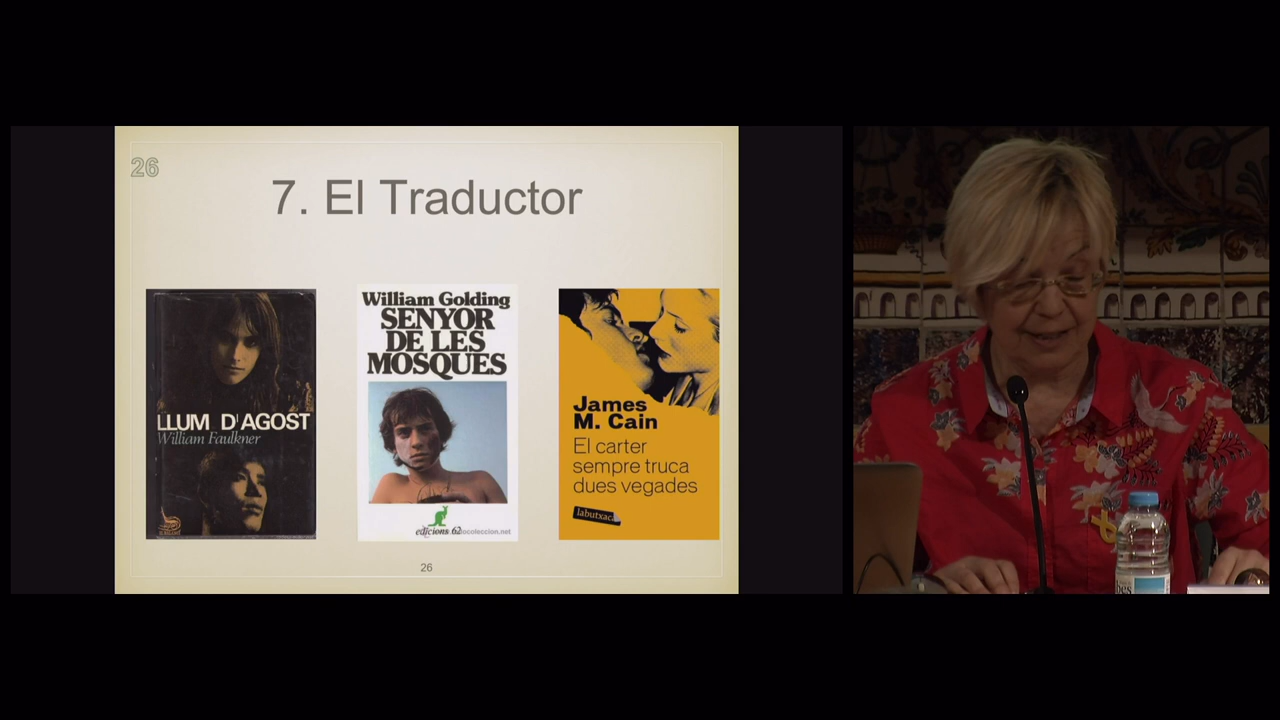 26
7. El Traductor
LLUM D'AGOST
William Faulkner
William Golding
SENYOR
DE LES
MOSQUES
edicions 62
James
M. Cain
El carter
sempre truca
dues vegades
labutxaca
26
bes